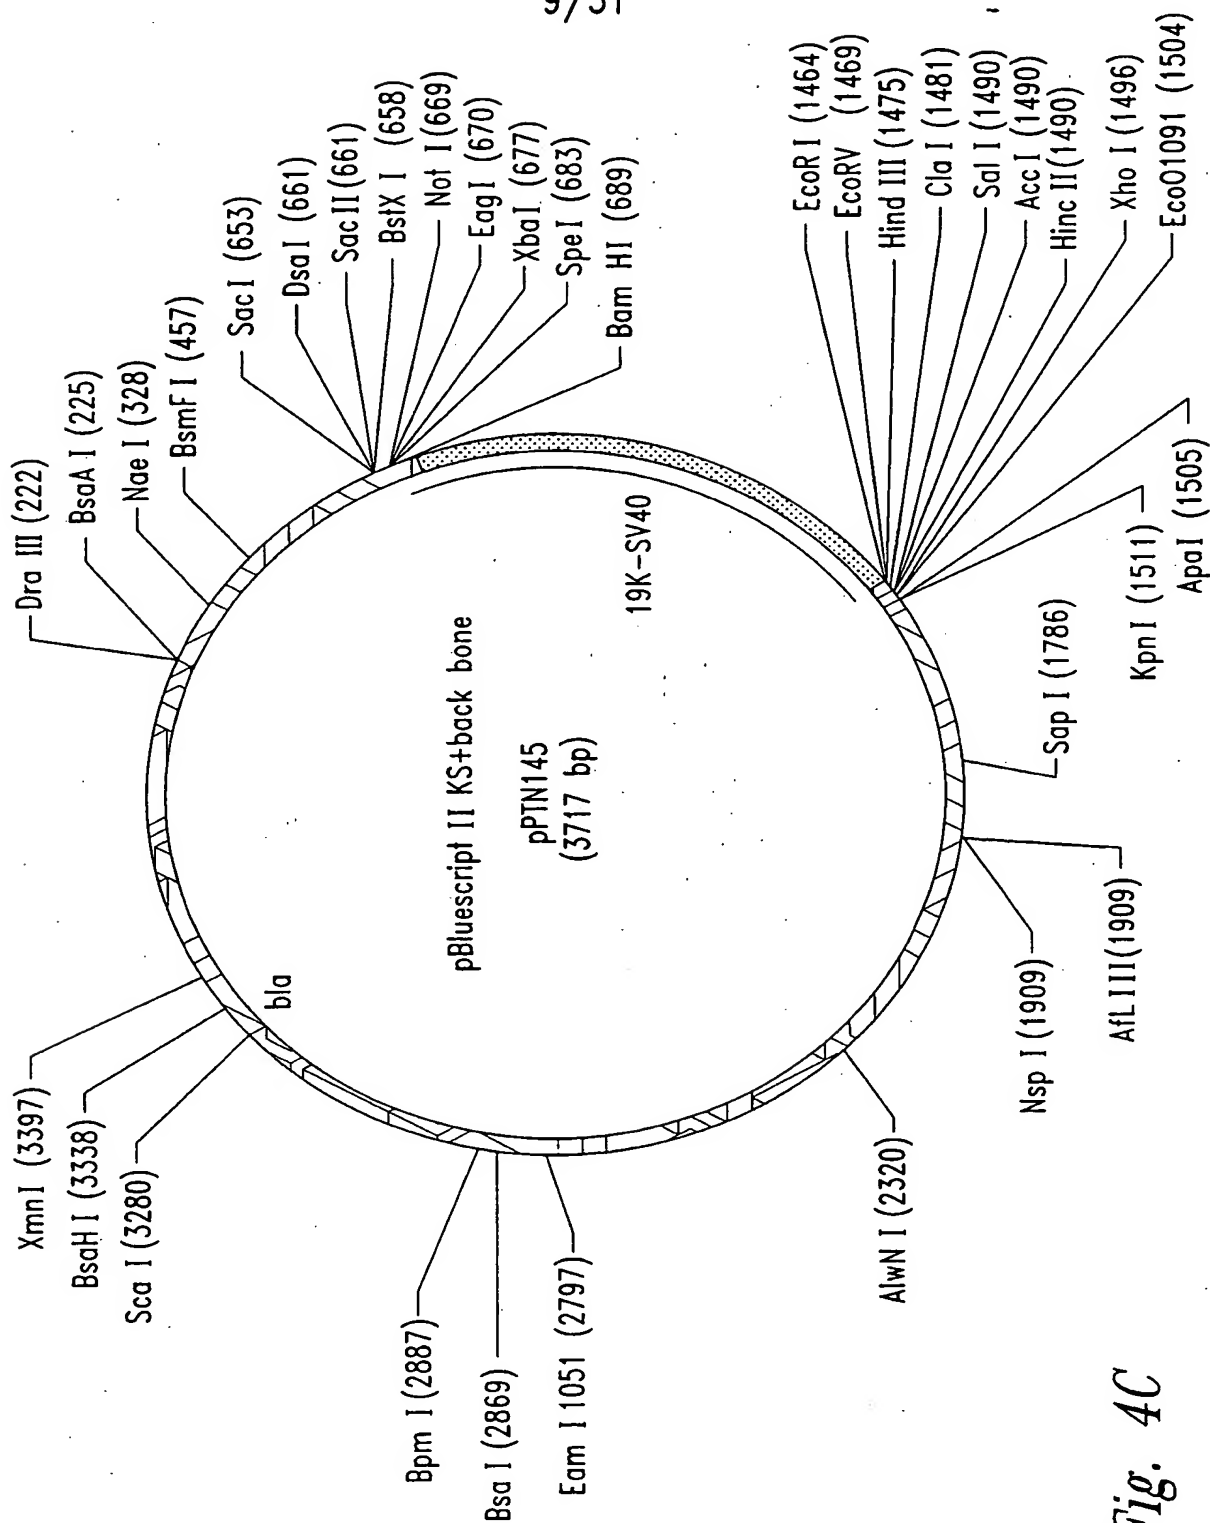 9/51
Dra III (222)
BsaA I (225)
Nae I (328)
BsmF I (457)
Sac I (653)
Dsa I (661)
Sac II (661)
BstX I (658)
Not I (669)
Eag I (670)
Xba I (677)
Spe I (683)
Bam HI (689)
EcoR I (1464)
EcoRV (1469)
Hind III (1475)
Cla I (1481)
Sal I (1490)
Acc I (1490)
Hinc II (1490)
Xho I (1496)
EcoO1091 (1504)
Apa I (1505)
Kpn I (1511)
Sap I (1786)
AfL III (1909)
Nsp I (1909)
AlwN I (2320)
Eam I 1051 (2797)
Bsa I (2869)
Bpm I (2887)
Sca I (3280)
BsaH I (3338)
Xmn I (3397)
bla
19K-SV40
pBluescript II KS+back bone
pPTN145
(3717 bp)
Fig. 4C